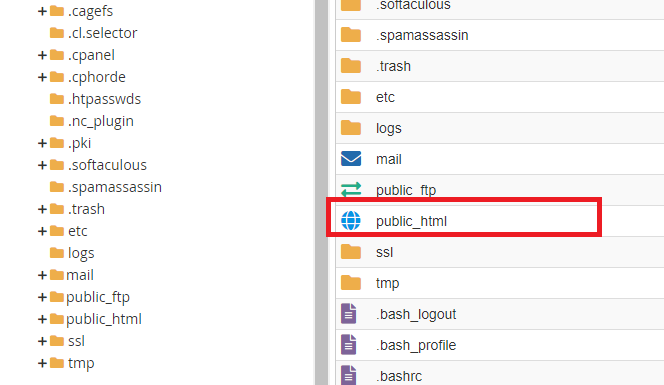 .cagefs
.cl.selector
.cpanel
.cphorde
.htpasswds
.nc_plugin
.pki
.softaculous
.spamassassin
.trash
etc
logs
mail
public_ftp
public_html
ssl
tmp
.softaculous
.spamassassin
.trash
etc
logs
mail
public_ftp
public_html
ssl
tmp
.bash_logout
.bash_profile
.bashrc